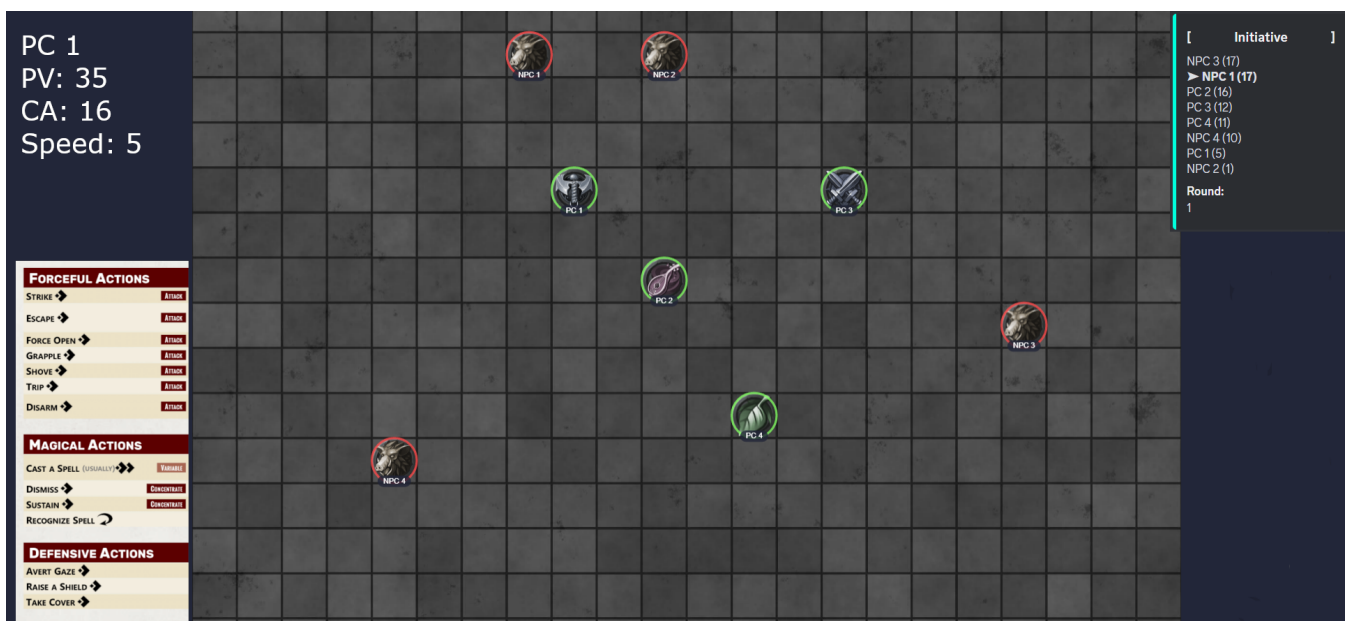 PC 1
PV: 35
CA: 16
Speed: 5
FORCEFUL ACTIONS
STRIKE ATTACK
ESCAPE ATTACK
FORCE OPEN ATTACK
GRAPPLE ATTACK
SHOVE ATTACK
TRIP ATTACK
DISARM ATTACK
MAGICAL ACTIONS
CAST A SPELL (USUALLY) VARIABLE
DISMISS CONCENTRATE
SUSTAIN CONCENTRATE
RECOGNIZE SPELL
DEFENSIVE ACTIONS
AVERT GAZE
RAISE A SHIELD
TAKE COVER
NPC 1
NPC 2
PC 1
PC 3
PC 2
NPC 3
PC 4
NPC 4
[ Initiative ]
NPC 3 (17)
➤ NPC 1 (17)
PC 2 (16)
PC 3 (12)
PC 4 (11)
NPC 4 (10)
PC 1 (5)
NPC 2 (1)
Round:
1